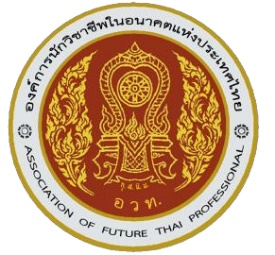 องค์การนักวิชาชีพในอนาคตแห่งประเทศไทย
อวท.
ASSOCIATION OF FUTURE THAI PROFESSIONAL